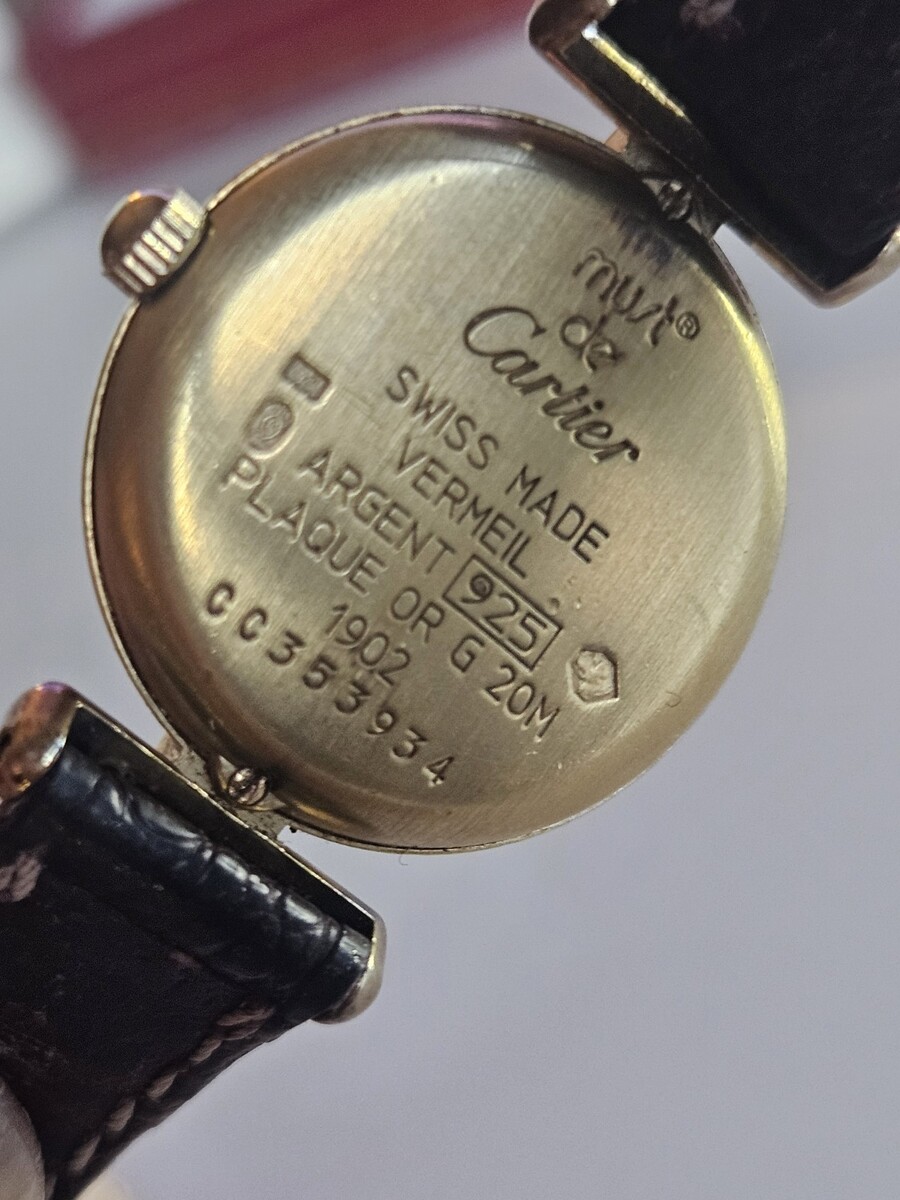 must®
de
Cartier
SWISS MADE
VERMEIL
ARGENT 925
PLAQUE OR G 20M
1902
CC353934